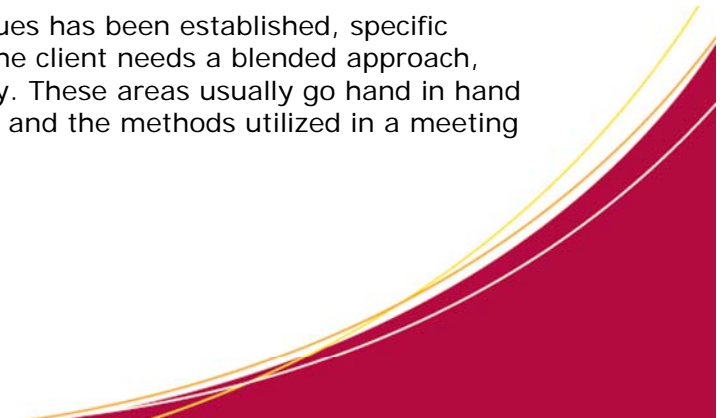 ues has been established, specific
ne client needs a blended approach,
y. These areas usually go hand in hand
and the methods utilized in a meeting